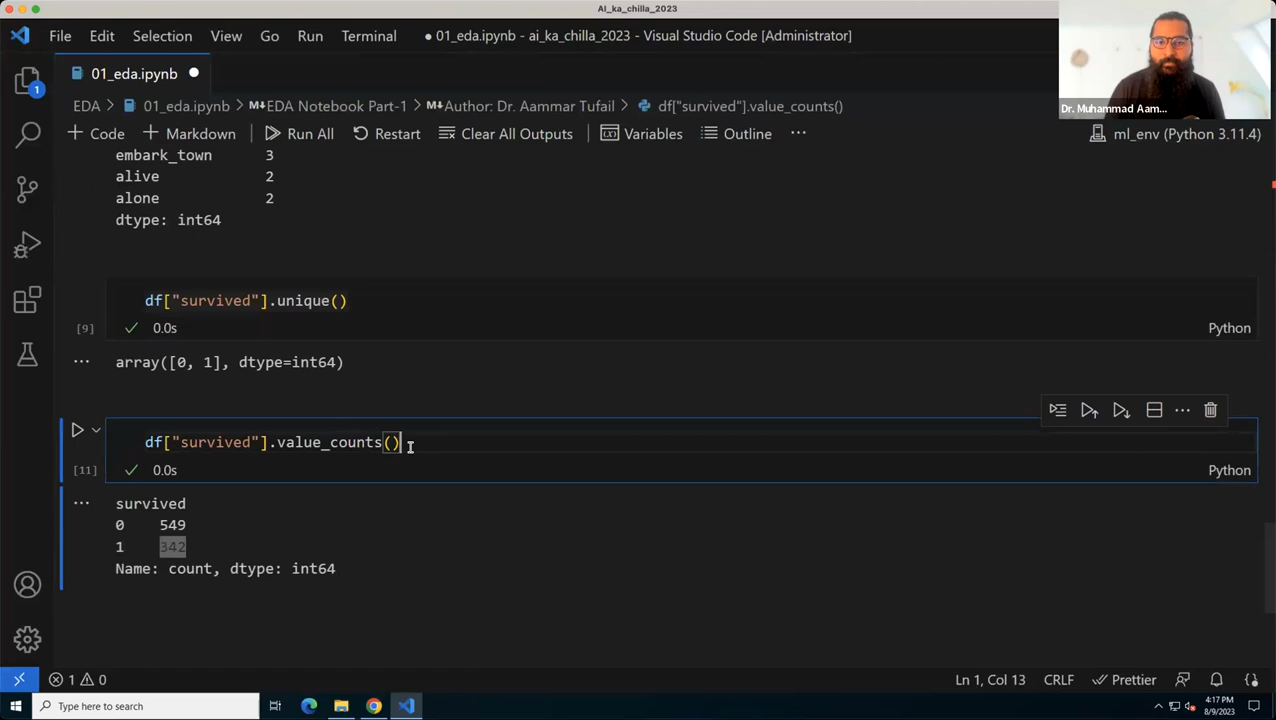 AI_ka_chilla_2023
File Edit Selection View Go Run Terminal ● 01_eda.ipynb - ai_ka_chilla_2023 - Visual Studio Code [Administrator]
01_eda.ipynb
1
EDA > 01_eda.ipynb > M↓EDA Notebook Part-1 > M↓Author: Dr. Aammar Tufail > df["survived"].value_counts()
Dr. Muhammad Aam...
+ Code + Markdown Run All Restart Clear All Outputs Variables Outline ... ml_env (Python 3.11.4)
embark_town 3
alive 2
alone 2
dtype: int64
df["survived"].unique()
[9] ✓ 0.0s Python
... array([0, 1], dtype=int64)
df["survived"].value_counts()
[11] ✓ 0.0s Python
... survived
0 549
1 342
Name: count, dtype: int64
1 0 Ln 1, Col 13 CRLF Prettier
Type here to search 4:17 PM
8/9/2023